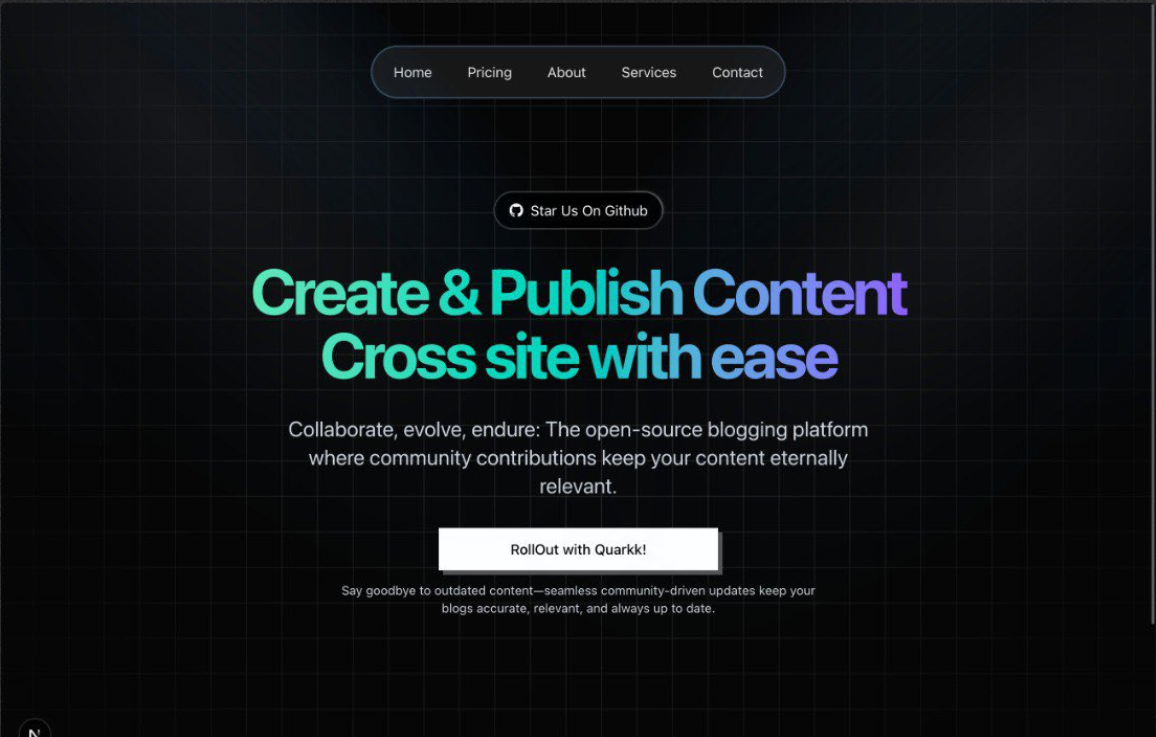 Home Pricing About Services Contact
Star Us On Github
Create & Publish Content
Cross site with ease
Collaborate, evolve, endure: The open-source blogging platform
where community contributions keep your content eternally
relevant.
RollOut with Quarkk!
Say goodbye to outdated content—seamless community-driven updates keep your
blogs accurate, relevant, and always up to date.
N